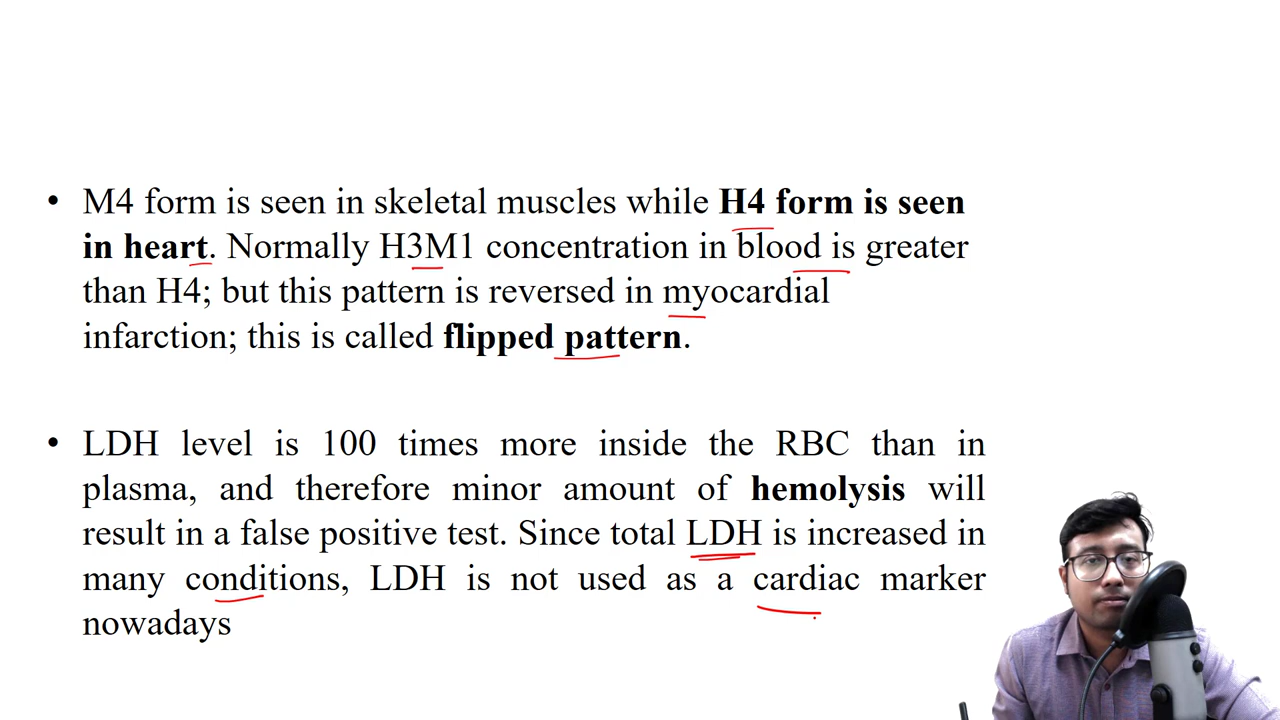 • M4 form is seen in skeletal muscles while H4 form is seen
in heart. Normally H3M1 concentration in blood is greater
than H4; but this pattern is reversed in myocardial
infarction; this is called flipped pattern.
• LDH level is 100 times more inside the RBC than in
plasma, and therefore minor amount of hemolysis will
result in a false positive test. Since total LDH is increased in
many conditions, LDH is not used as a cardiac marker
nowadays